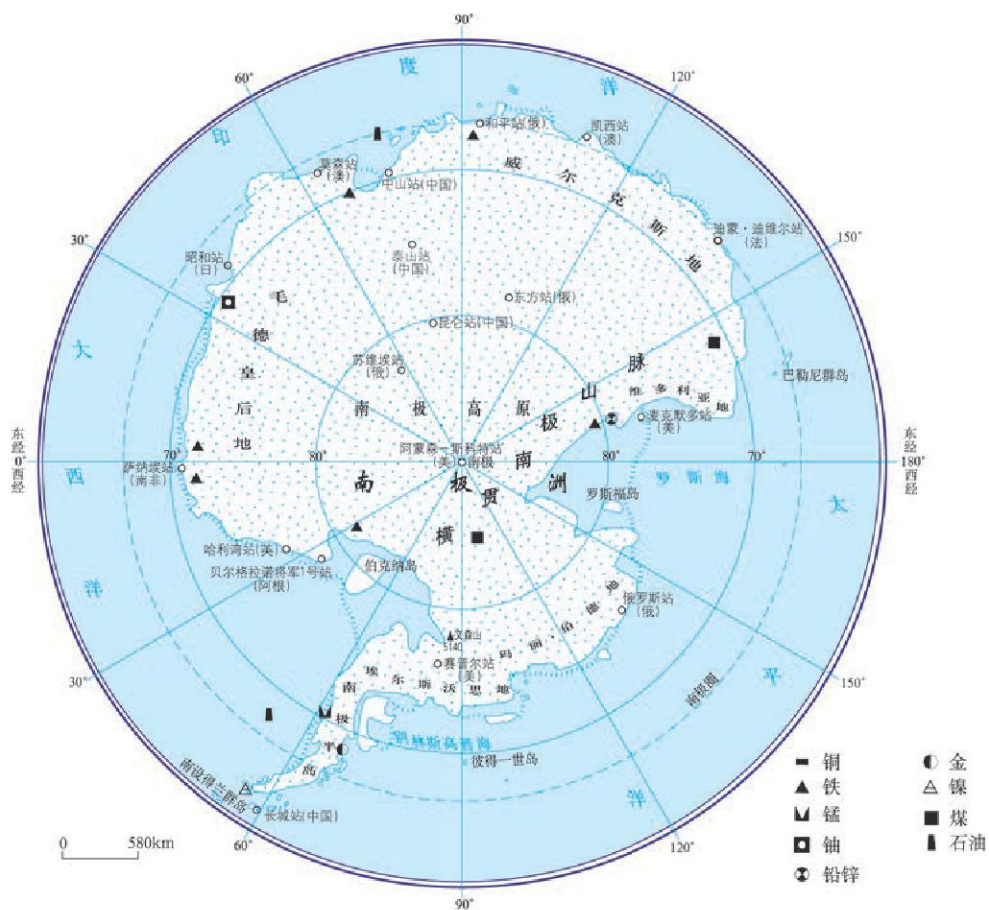 90°
60°
120°
度
洋
印
和平站(俄)
凯西站
(澳)
莫森站
(澳)
中山站(中国)
威尔克斯地
30°
150°
迪蒙·迪维尔站
(法)
昭和站
(日)
泰山站
(中国)
毛德皇后地
东方站(俄)
昆仑站(中国)
大
苏维埃站
(俄)
巴勒尼群岛
南极高原
维多利亚地
麦克默多站
(美)
阿蒙森—斯科特站
(美)
南极
东经
0°
西经
70°
80°
80°
70°
东经
180°
西经
萨纳埃站
(南非)
西
南极洲
横贯南极山脉
罗斯海
罗斯福岛
太
哈利湾站(英)
贝尔格拉诺将军1号站
(阿根)
伯克纳岛
洋
俄罗斯站
(俄)
文森山
5140
玛丽·伯德地
赛普尔站
(美)
埃尔斯沃思地
南极半岛
30°
150°
南极圈
平
别林斯高晋海
彼得一世岛
洋
南设得兰群岛
长城站(中国)
60°
120°
90°
0 580km
铜
铁
锰
铀
铅锌
金
镍
煤
石油